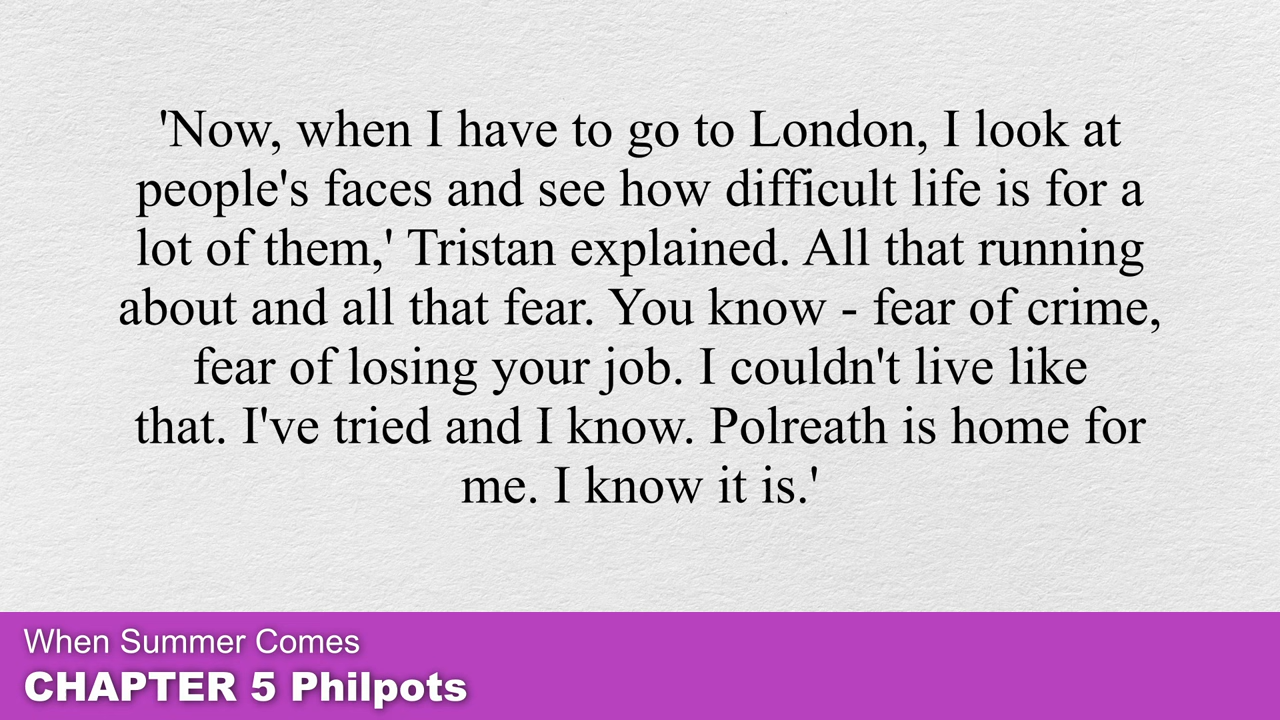 'Now, when I have to go to London, I look at
people's faces and see how difficult life is for a
lot of them,' Tristan explained. All that running
about and all that fear. You know - fear of crime,
fear of losing your job. I couldn't live like
that. I've tried and I know. Polreath is home for
me. I know it is.'
When Summer Comes
CHAPTER 5 Philpots